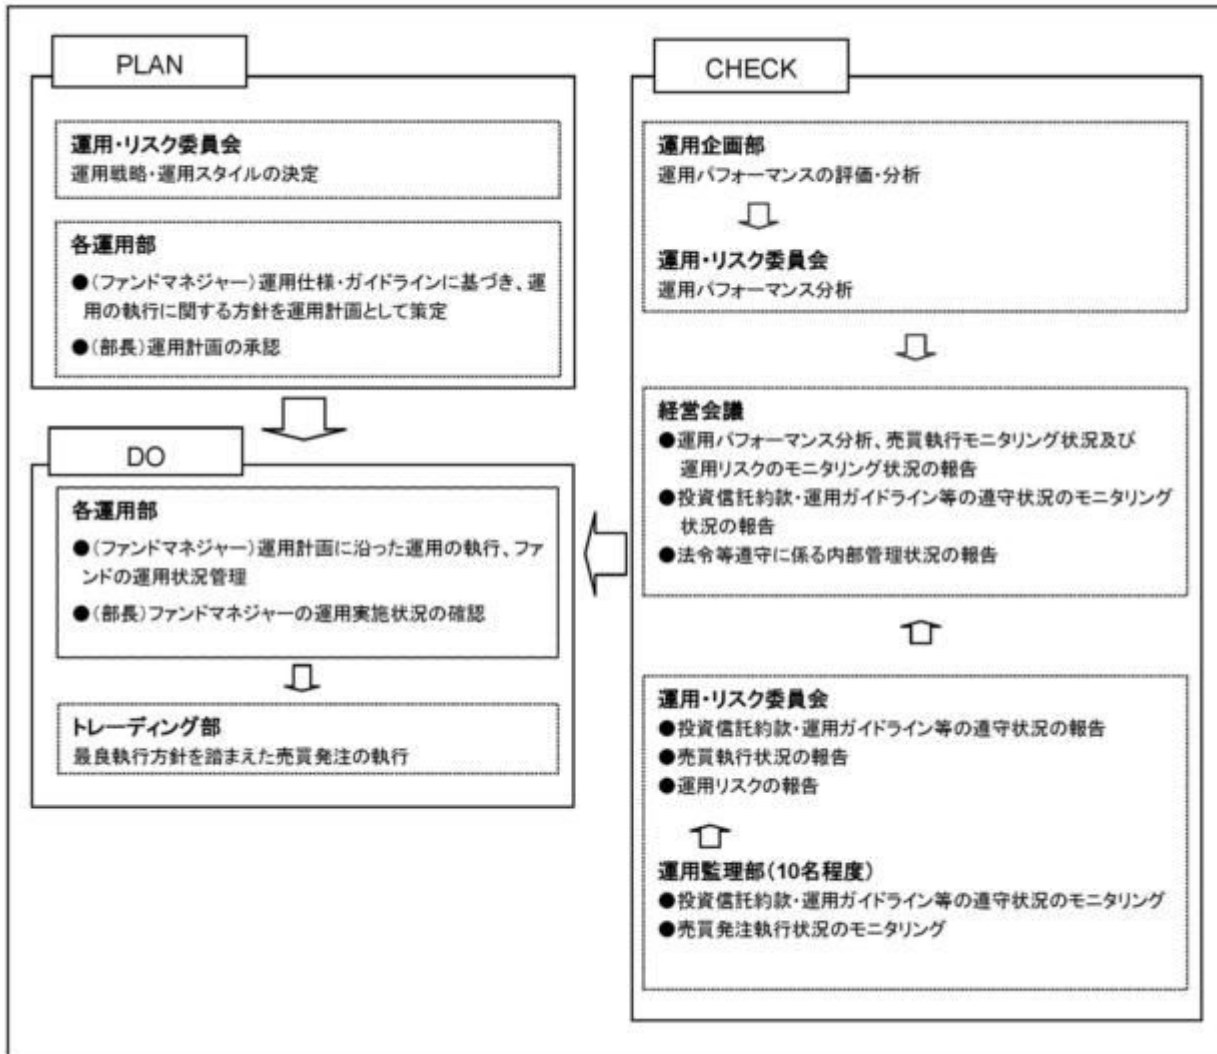 PLAN
運用・リスク委員会
運用戦略・運用スタイルの決定
各運用部
●(ファンドマネジャー)運用仕様・ガイドラインに基づき、運
用の執行に関する方針を運用計画として策定
●(部長)運用計画の承認
DO
各運用部
●(ファンドマネジャー)運用計画に沿った運用の執行、ファ
ンドの運用状況管理
●(部長)ファンドマネジャーの運用実施状況の確認
トレーディング部
最良執行方針を踏まえた売買発注の執行
CHECK
運用企画部
運用パフォーマンスの評価・分析
運用・リスク委員会
運用パフォーマンス分析
経営会議
●運用パフォーマンス分析、売買執行モニタリング状況及び
運用リスクのモニタリング状況の報告
●投資信託約款・運用ガイドライン等の遵守状況のモニタリング
状況の報告
●法令等遵守に係る内部管理状況の報告
運用・リスク委員会
●投資信託約款・運用ガイドライン等の遵守状況の報告
●売買執行状況の報告
●運用リスクの報告
運用監理部(10名程度)
●投資信託約款・運用ガイドライン等の遵守状況のモニタリング
●売買発注執行状況のモニタリング